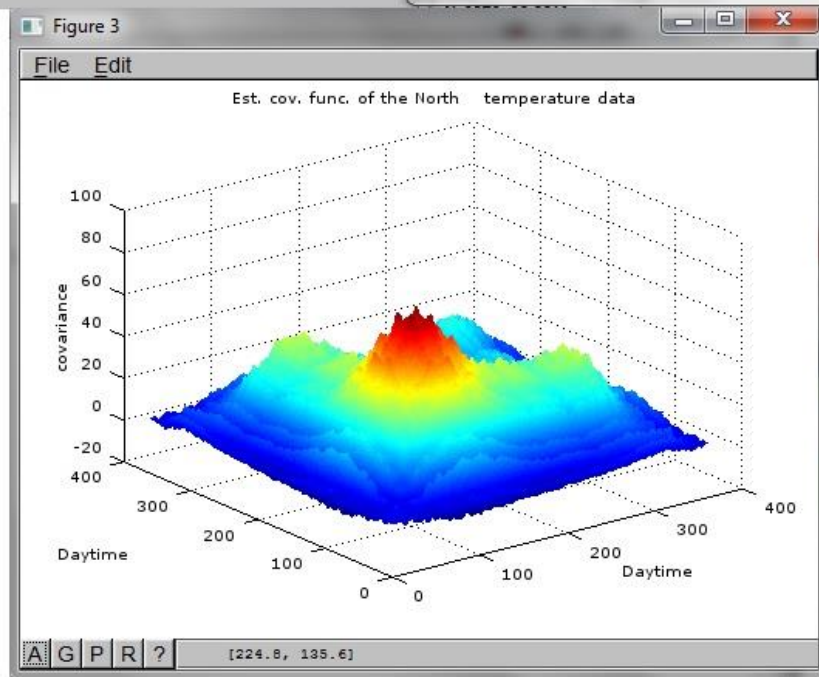 Figure 3
File Edit
Est. cov. func. of the North temperature data
100
80
60
40
20
0
-20
covariance
400
300
200
100
0
Daytime
0
100
200
300
400
Daytime
A G P R ?
[224.8, 135.6]